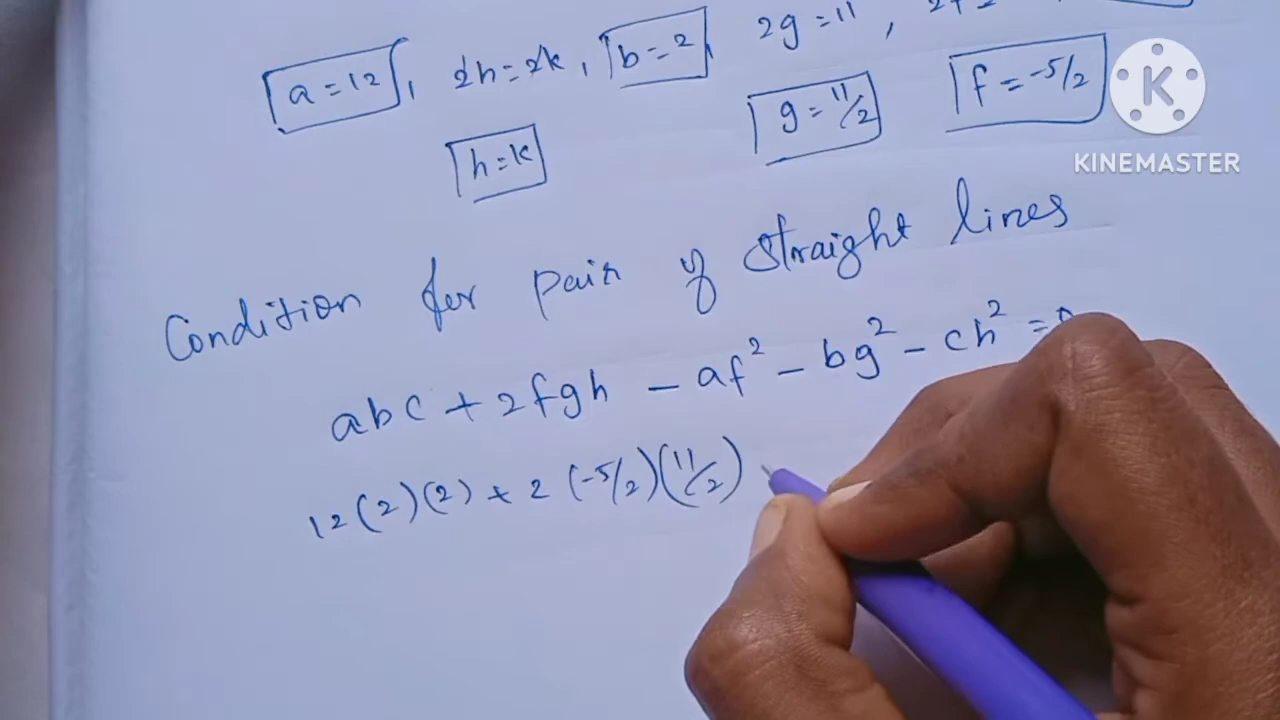 a = 12, 2h = 2k, b = 2, 2g = 11,
h = k g = 11/2 f = -5/2
K
KINEMASTER
Condition for pair of straight lines
abc + 2fgh - af² - bg² - ch² =
12(2)(2) + 2(-5/2)(11/2)